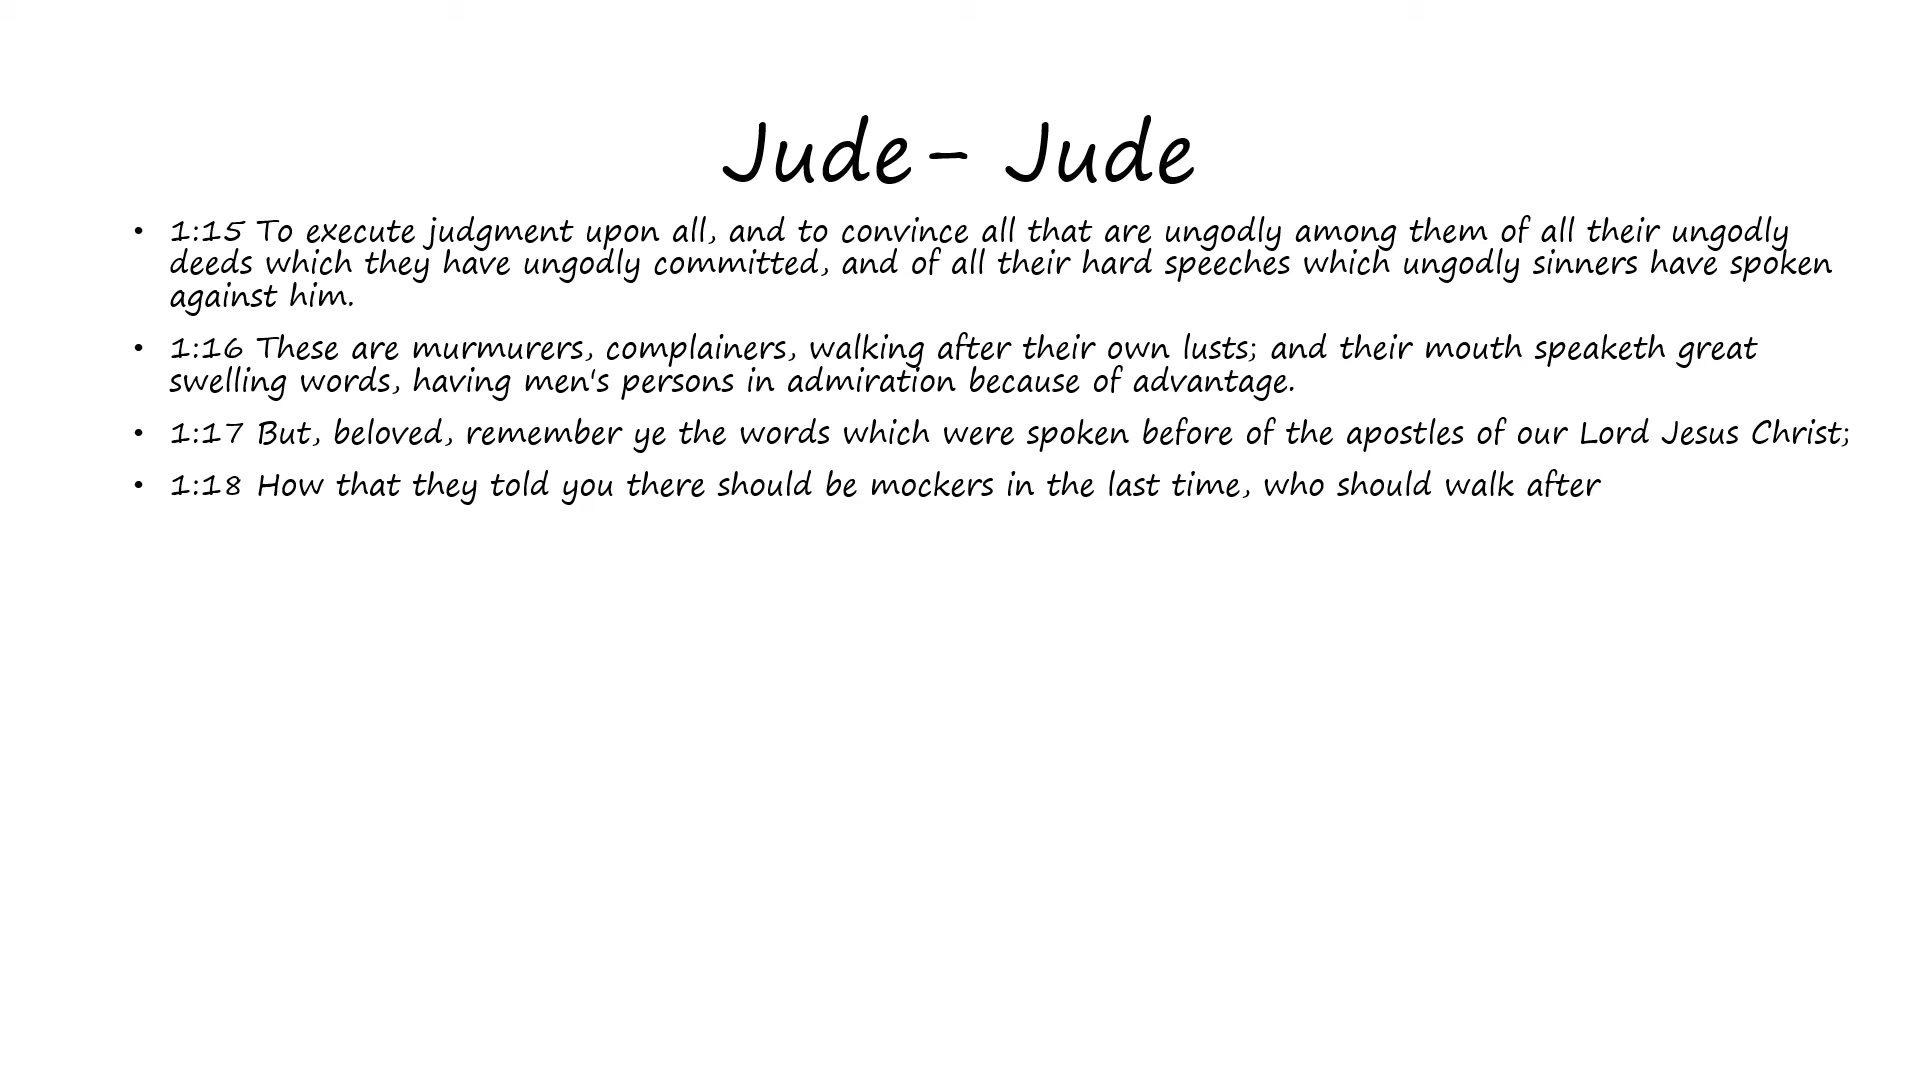 Jude – Jude
• 1:15 To execute judgment upon all, and to convince all that are ungodly among them of all their ungodly
deeds which they have ungodly committed, and of all their hard speeches which ungodly sinners have spoken
against him.
• 1:16 These are murmurers, complainers, walking after their own lusts; and their mouth speaketh great
swelling words, having men's persons in admiration because of advantage.
• 1:17 But, beloved, remember ye the words which were spoken before of the apostles of our Lord Jesus Christ;
• 1:18 How that they told you there should be mockers in the last time, who should walk after